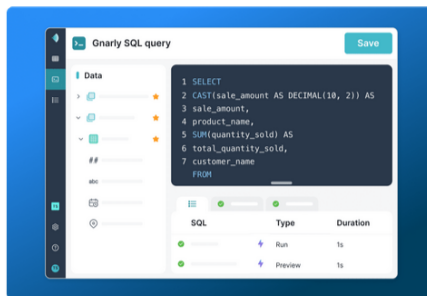 Gnarly SQL query
Save
Data
##
abc
1 SELECT
2 CAST(sale_amount AS DECIMAL(10, 2)) AS
3 sale_amount,
4 product_name,
5 SUM(quantity_sold) AS
6 total_quantity_sold,
7 customer_name
FROM
SQL Type Duration
Run 1s
Preview 1s